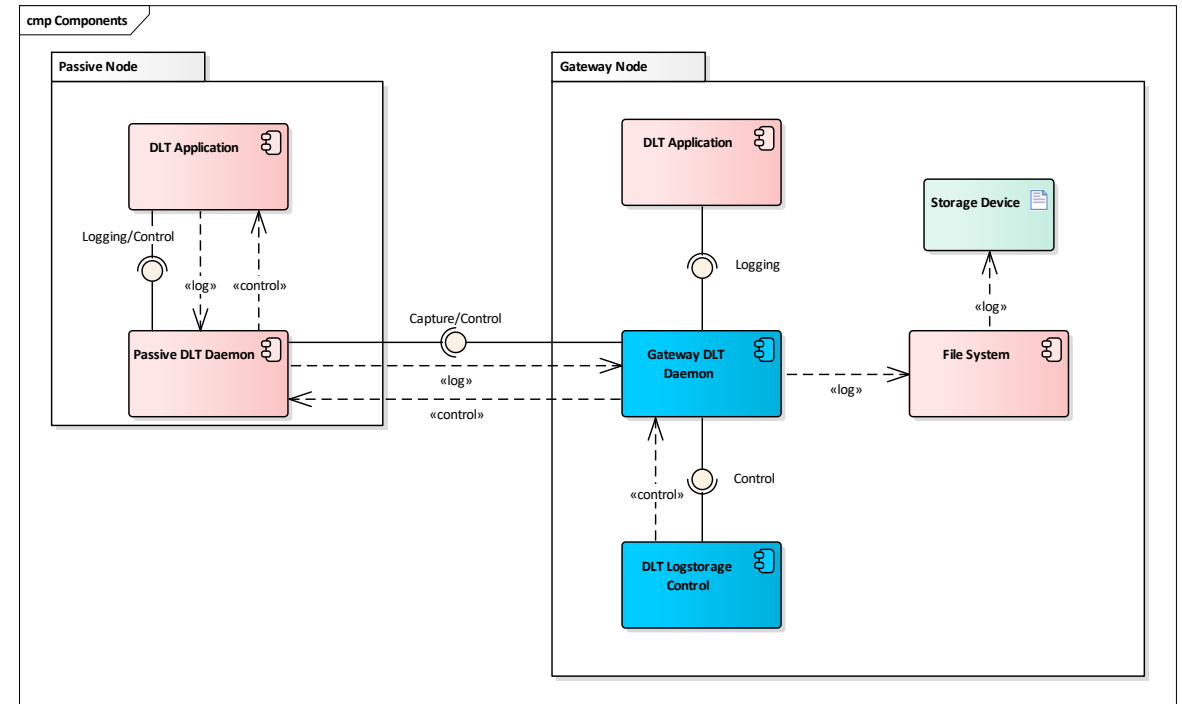 cmp Components
Passive Node
Gateway Node
DLT Application
DLT Application
Storage Device
Logging/Control
Logging
«log»
«control»
«log»
Capture/Control
Passive DLT Daemon
Gateway DLT
Daemon
File System
«log»
«log»
«control»
Control
«control»
DLT Logstorage
Control